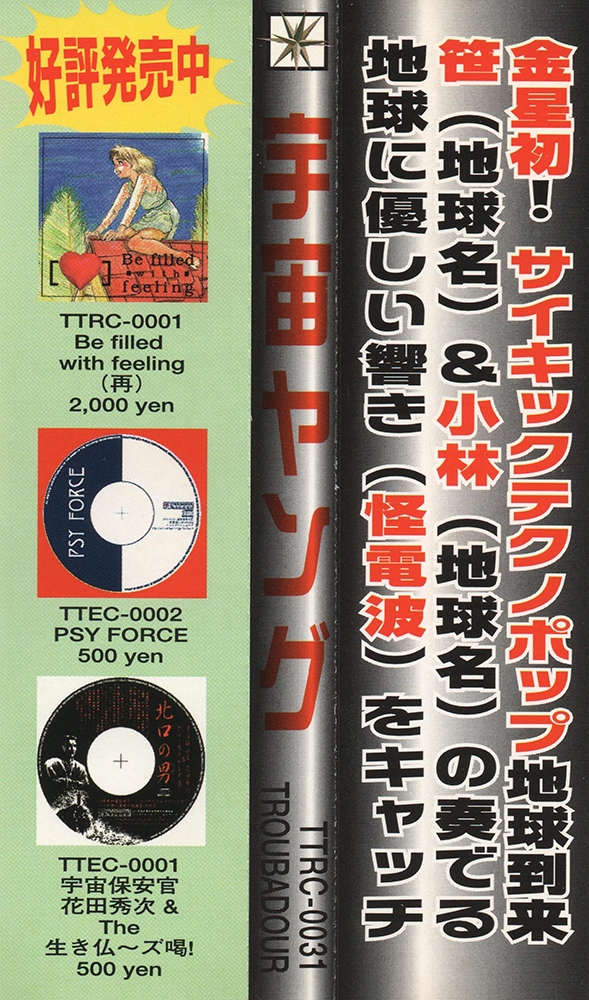 金星初！ サイキックテクノポップ地球到来
笹（地球名）＆小林（地球名）の奏でる
地球に優しい響き（怪電波）をキャッチ
宇宙ヤング
TTRC-0031
TROUBADOUR
好評発売中
Be filled
with
feeling
TTRC-0001
Be filled
with feeling
（再）
2,000 yen
PSY FORCE
TTEC-0002
PSY FORCE
500 yen
北口の男
TTEC-0001
宇宙保安官
花田秀次 &
The
生き仏〜ズ喝!
500 yen